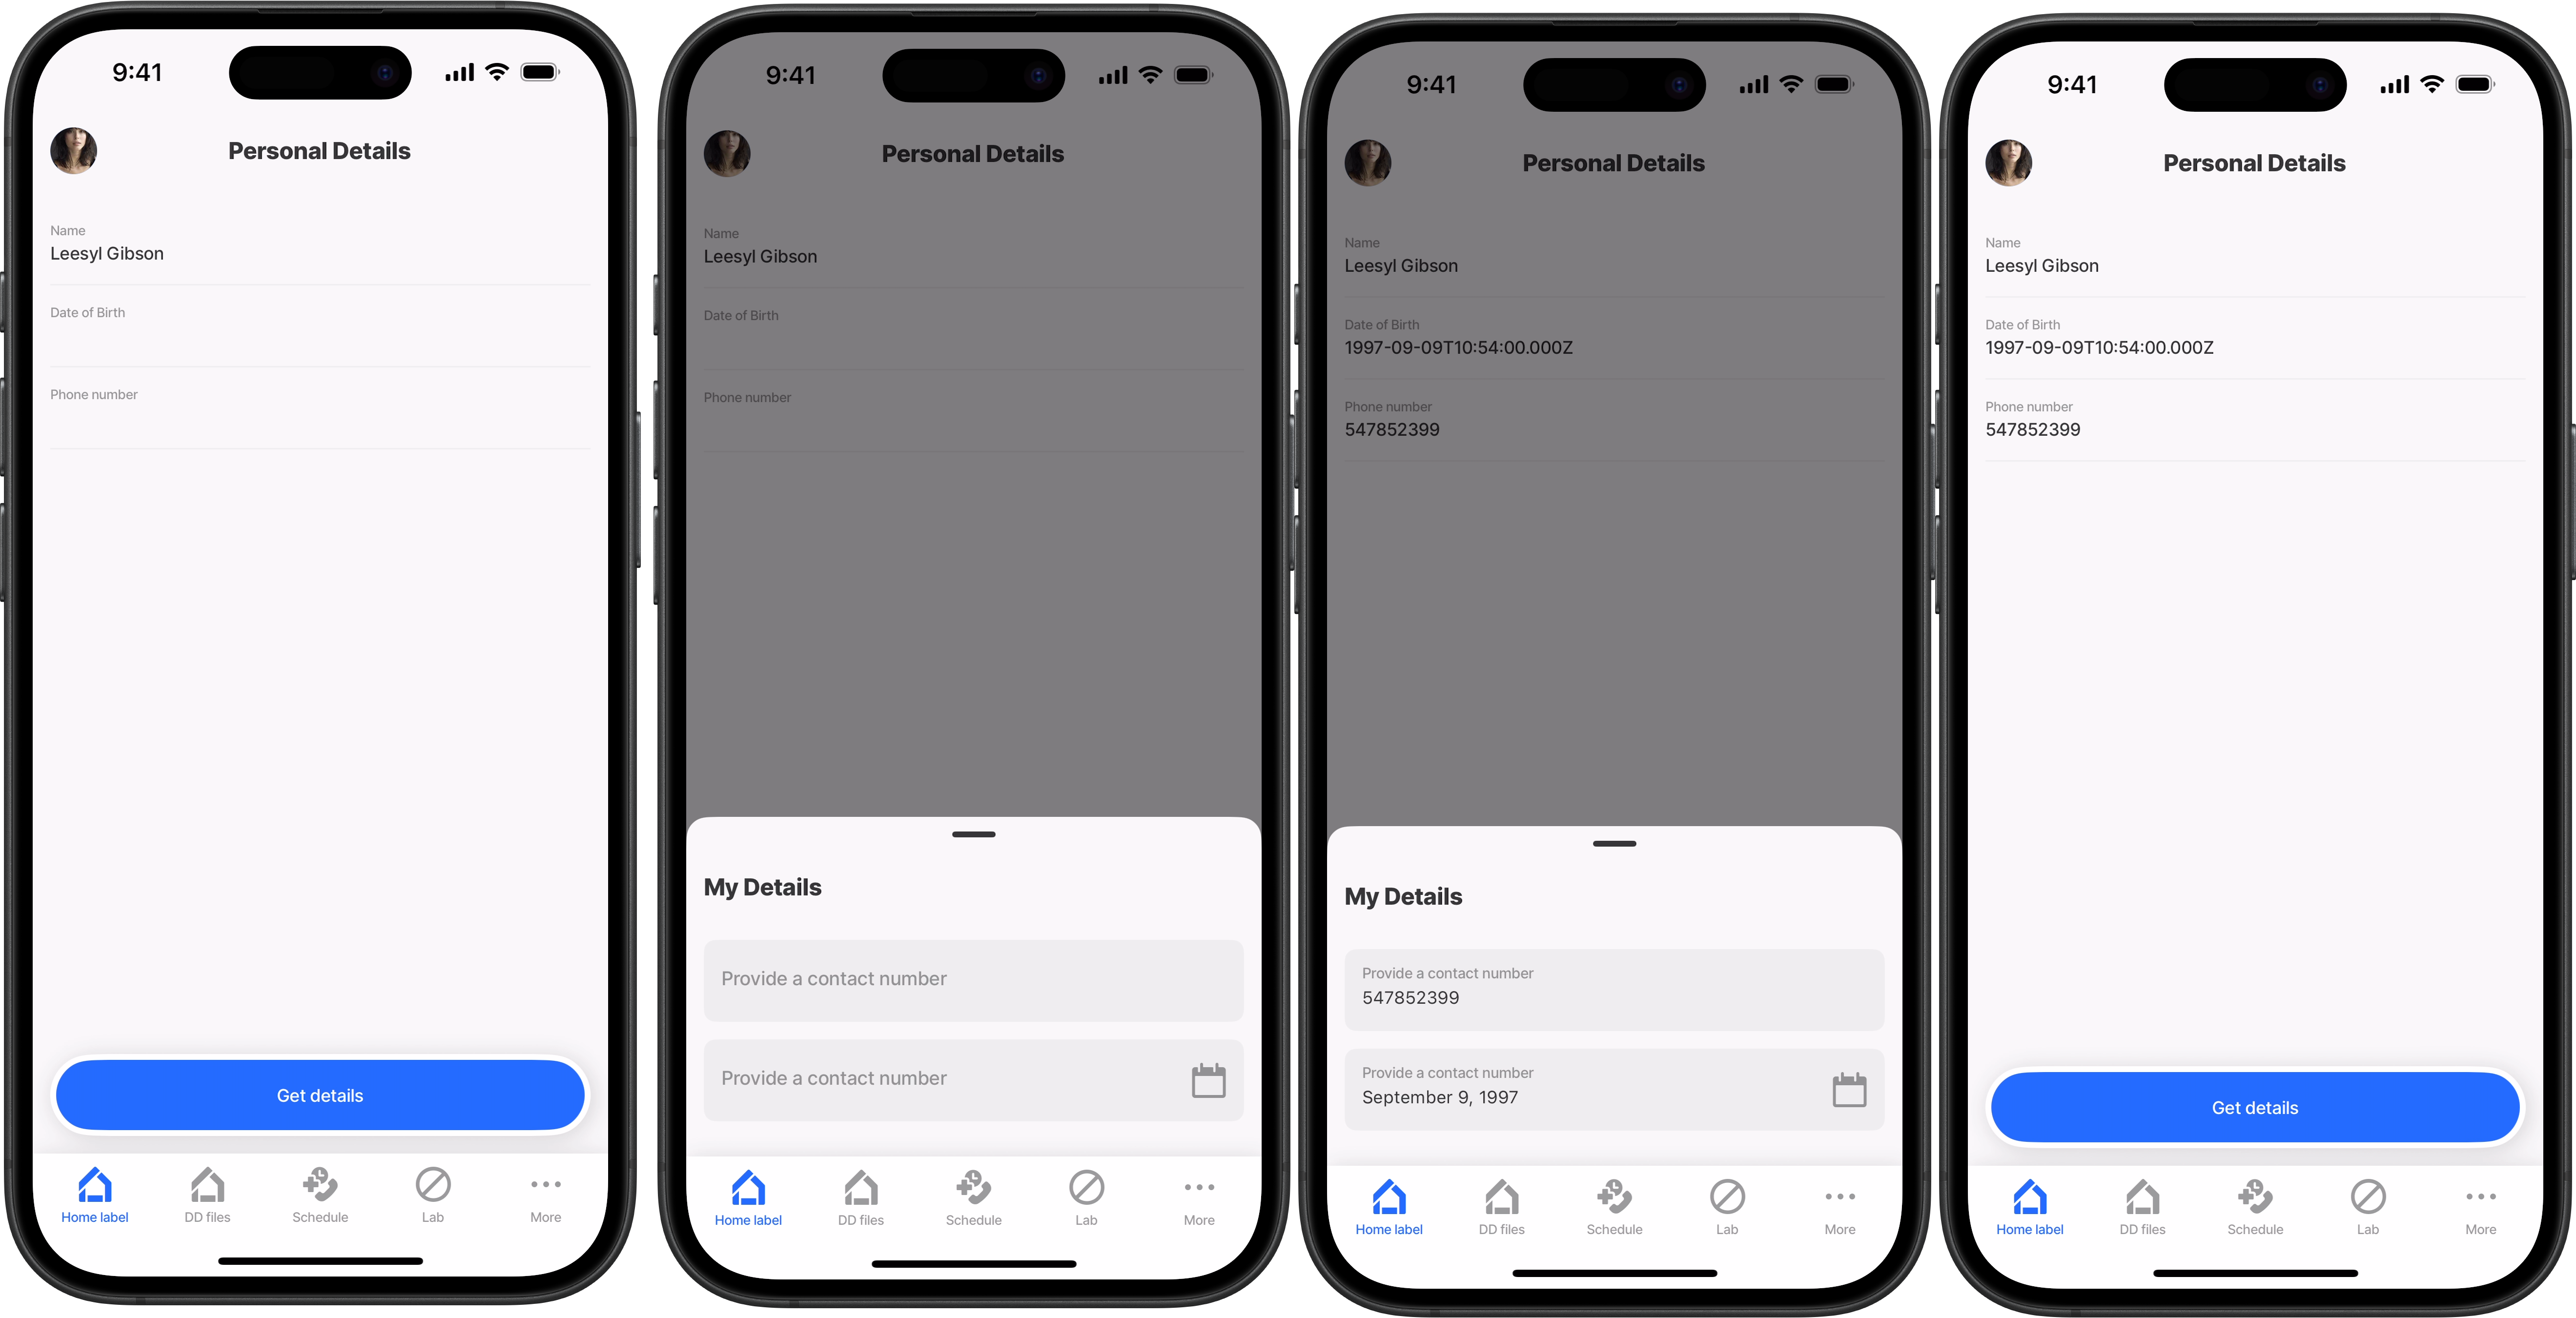 9:41
Personal Details
Name
Leesyl Gibson
Date of Birth
Phone number
Get details
Home label
DD files
Schedule
Lab
More
9:41
Personal Details
Name
Leesyl Gibson
Date of Birth
Phone number
My Details
Provide a contact number
Provide a contact number
Home label
DD files
Schedule
Lab
More
9:41
Personal Details
Name
Leesyl Gibson
Date of Birth
1997-09-09T10:54:00.000Z
Phone number
547852399
My Details
Provide a contact number
547852399
Provide a contact number
September 9, 1997
Home label
DD files
Schedule
Lab
More
9:41
Personal Details
Name
Leesyl Gibson
Date of Birth
1997-09-09T10:54:00.000Z
Phone number
547852399
Get details
Home label
DD files
Schedule
Lab
More